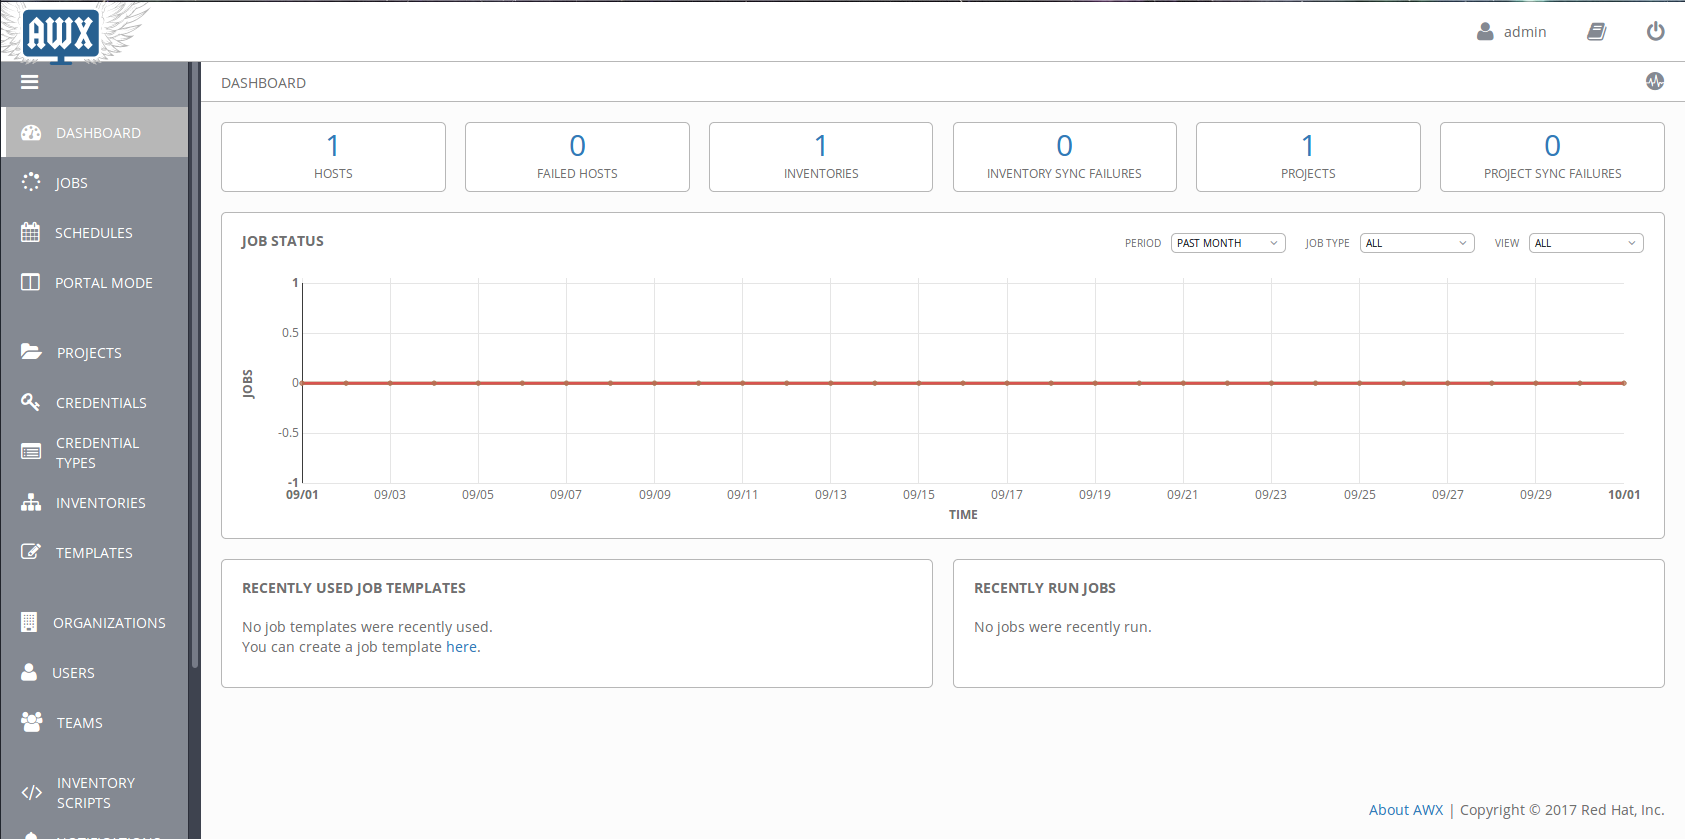 AWX
admin
DASHBOARD
DASHBOARD
JOBS
SCHEDULES
PORTAL MODE
PROJECTS
CREDENTIALS
CREDENTIAL
TYPES
INVENTORIES
TEMPLATES
ORGANIZATIONS
USERS
TEAMS
INVENTORY
SCRIPTS
NOTIFICATIONS
1
HOSTS
0
FAILED HOSTS
1
INVENTORIES
0
INVENTORY SYNC FAILURES
1
PROJECTS
0
PROJECT SYNC FAILURES
JOB STATUS
PERIOD PAST MONTH JOB TYPE ALL VIEW ALL
1
0.5
0
-0.5
-1
JOBS
09/01 09/03 09/05 09/07 09/09 09/11 09/13 09/15 09/17 09/19 09/21 09/23 09/25 09/27 09/29 10/01
TIME
RECENTLY USED JOB TEMPLATES
No job templates were recently used.
You can create a job template here.
RECENTLY RUN JOBS
No jobs were recently run.
About AWX | Copyright © 2017 Red Hat, Inc.